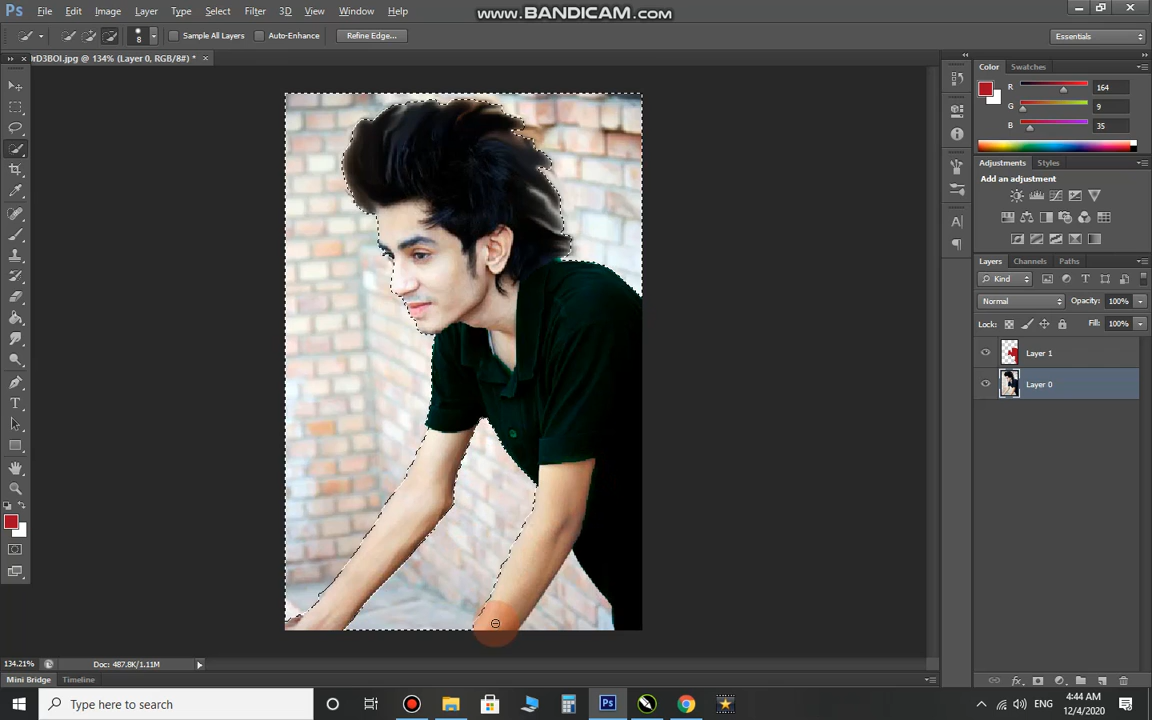 www.BANDICAM.com
Ps File Edit Image Layer Type Select Filter 3D View Window Help
8 Sample All Layers Auto-Enhance Refine Edge... Essentials
rD3BOI.jpg @ 134% (Layer 0, RGB/8#) * ×
Color Swatches
R 164
G 9
B 35
Adjustments Styles
Add an adjustment
Layers Channels Paths
Kind
Normal Opacity: 100%
Lock: Fill: 100%
Layer 1
Layer 0
134.21% Doc: 487.8K/1.11M
Mini Bridge Timeline
Type here to search
Ps
ENG
4:44 AM
12/4/2020